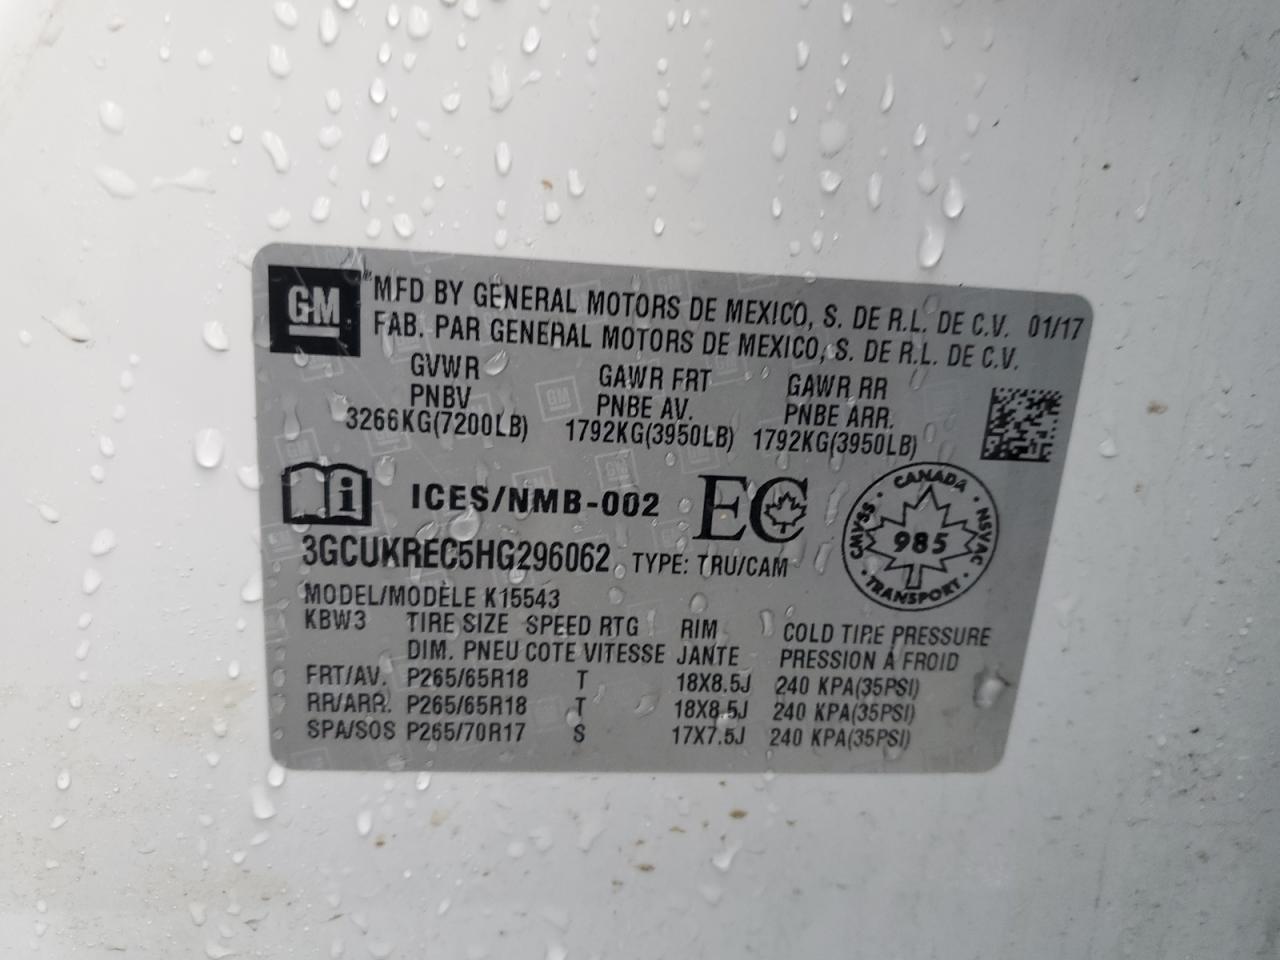 GM
MFD BY GENERAL MOTORS DE MEXICO, S. DE R.L. DE C.V. 01/17
FAB. PAR GENERAL MOTORS DE MEXICO, S. DE R.L. DE C.V.
GVWR GAWR FRT GAWR RR
PNBV PNBE AV. PNBE ARR.
3266KG(7200LB) 1792KG(3950LB) 1792KG(3950LB)
i ICES/NMB-002 EC
CANADA
CMVSS 985 NSVAC
TRANSPORT
3GCUKREC5HG296062 TYPE: TRU/CAM
MODEL/MODÈLE K15543
KBW3 TIRE SIZE SPEED RTG RIM COLD TIRE PRESSURE
DIM. PNEU COTE VITESSE JANTE PRESSION À FROID
FRT/AV. P265/65R18 T 18X8.5J 240 KPA(35PSI)
RR/ARR. P265/65R18 T 18X8.5J 240 KPA(35PSI)
SPA/SOS P265/70R17 S 17X7.5J 240 KPA(35PSI)